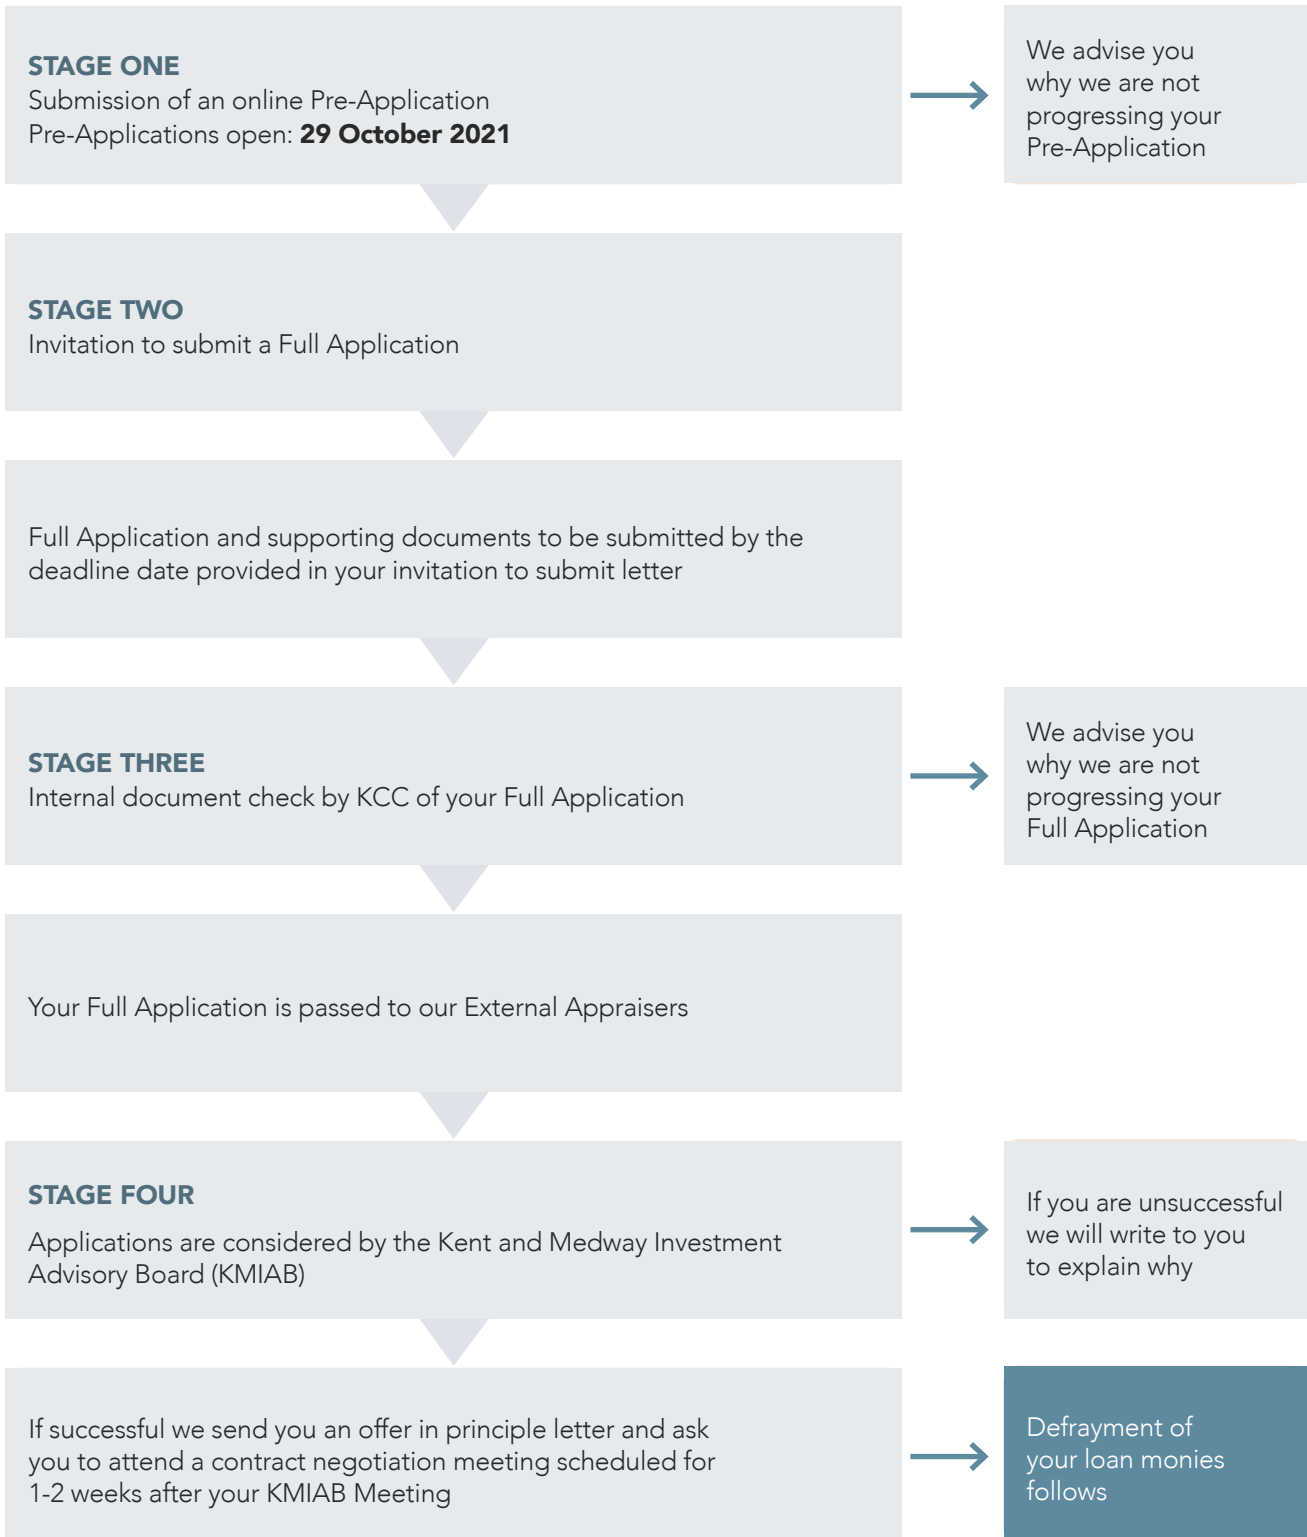 STAGE ONE
Submission of an online Pre-Application
Pre-Applications open: 29 October 2021
We advise you
why we are not
progressing your
Pre-Application
STAGE TWO
Invitation to submit a Full Application
Full Application and supporting documents to be submitted by the
deadline date provided in your invitation to submit letter
STAGE THREE
Internal document check by KCC of your Full Application
We advise you
why we are not
progressing your
Full Application
Your Full Application is passed to our External Appraisers
STAGE FOUR
Applications are considered by the Kent and Medway Investment
Advisory Board (KMIAB)
If you are unsuccessful
we will write to you
to explain why
If successful we send you an offer in principle letter and ask
you to attend a contract negotiation meeting scheduled for
1-2 weeks after your KMIAB Meeting
Defrayment of
your loan monies
follows